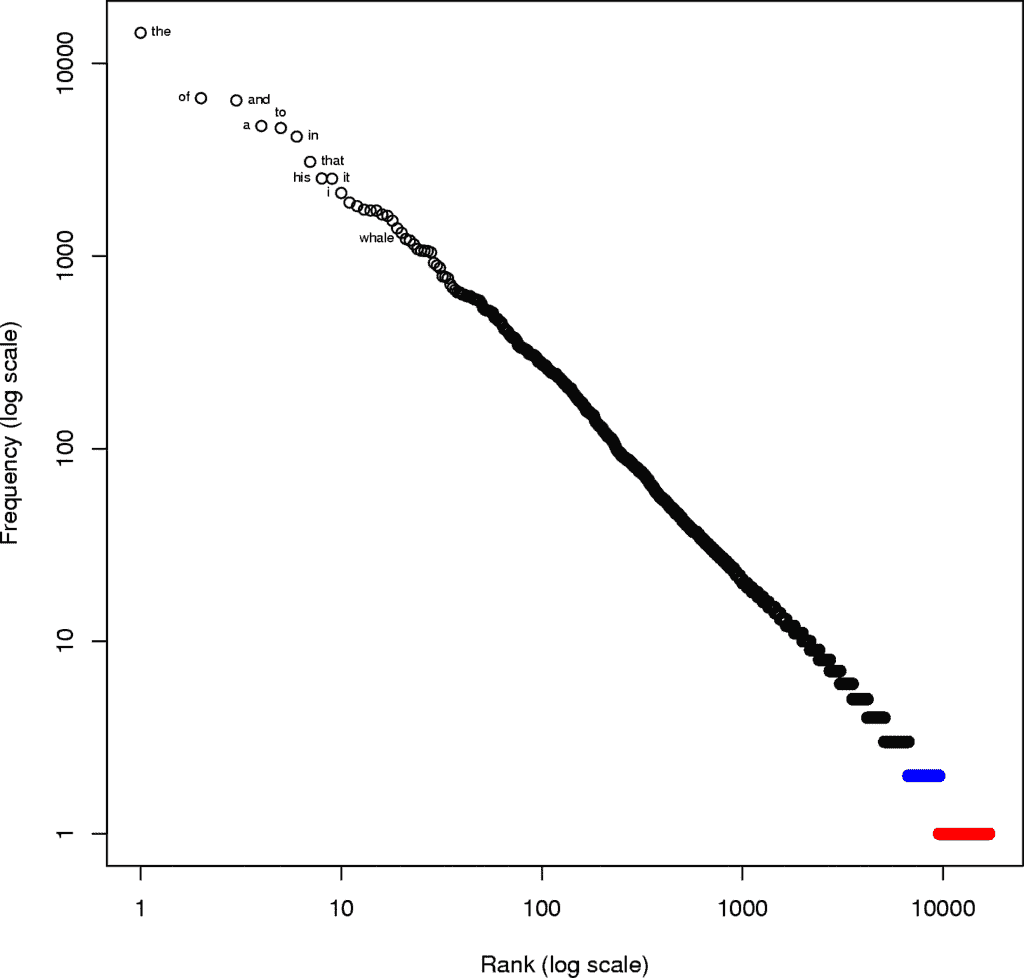 10000
1000
100
10
1
Frequency (log scale)
the
of
and
to
a
in
that
his
it
i
whale
1 10 100 1000 10000
Rank (log scale)